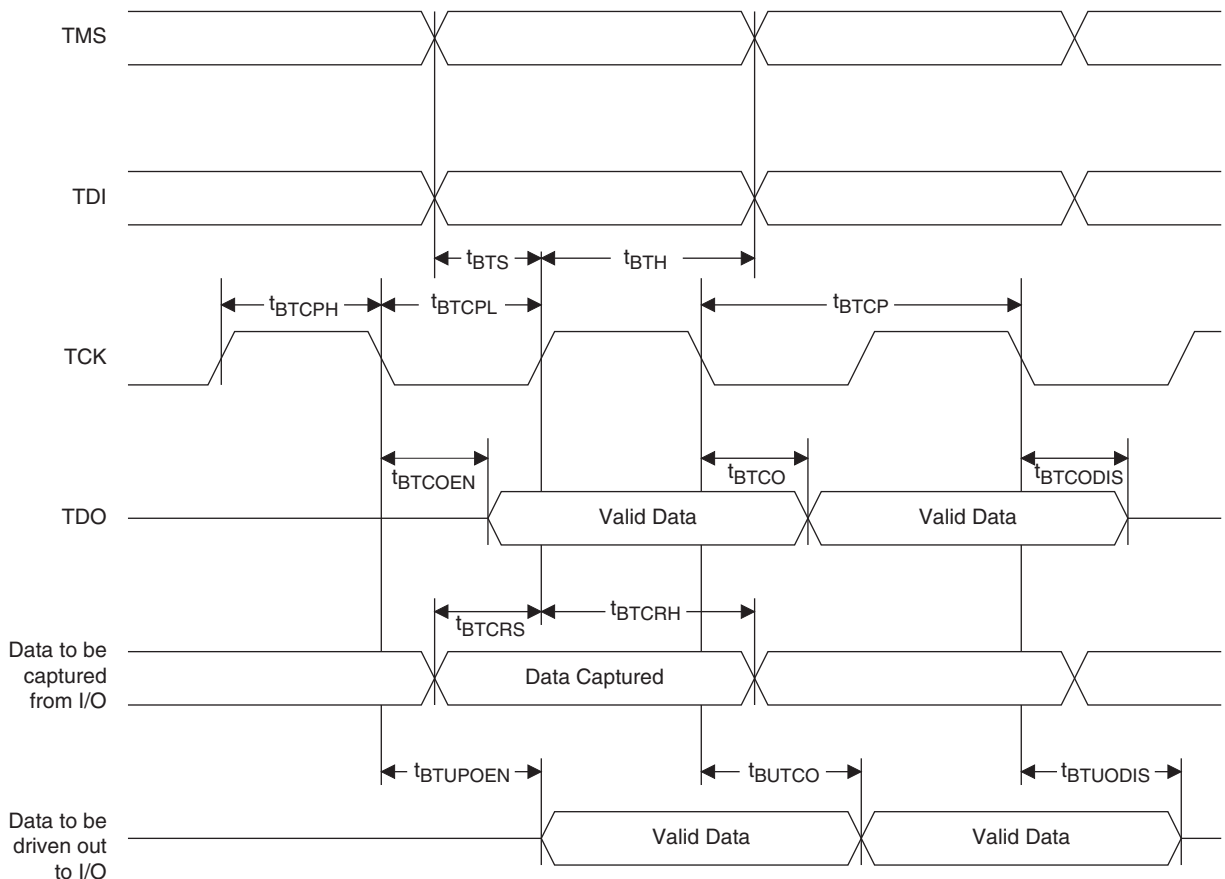 TMS
TDI
tBTS
tBTH
tBTCPH
tBTCPL
tBTCP
TCK
tBTCOEN
tBTCO
tBTCODIS
TDO
Valid Data
Valid Data
tBTCRS
tBTCRH
Data to be
captured
from I/O
Data Captured
tBTUPOEN
tBUTCO
tBTUODIS
Data to be
driven out
to I/O
Valid Data
Valid Data